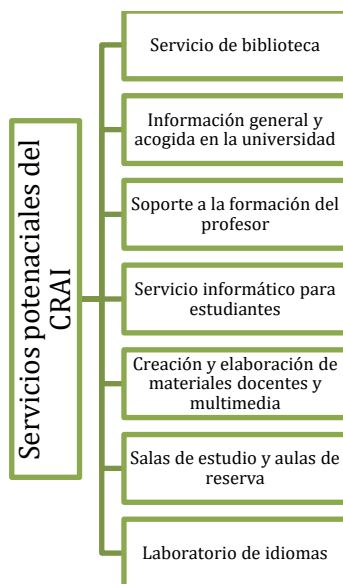 Servicios potenaciales del
CRAI
Servicio de biblioteca
Información general y
acogida en la universidad
Soporte a la formación del
profesor
Servicio informático para
estudiantes
Creación y elaboración de
materiales docentes y
multimedia
Salas de estudio y aulas de
reserva
Laboratorio de idiomas